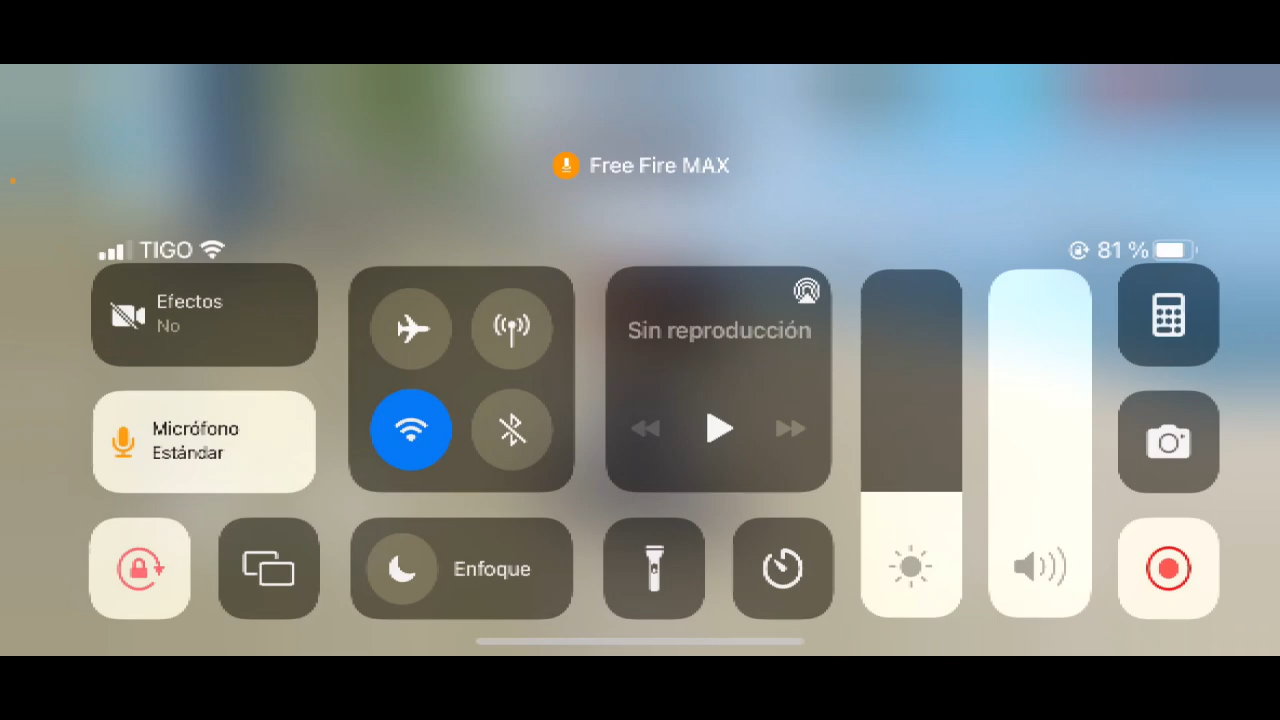 Free Fire MAX
TIGO
81 %
Efectos
No
Sin reproducción
Micrófono
Estándar
Enfoque